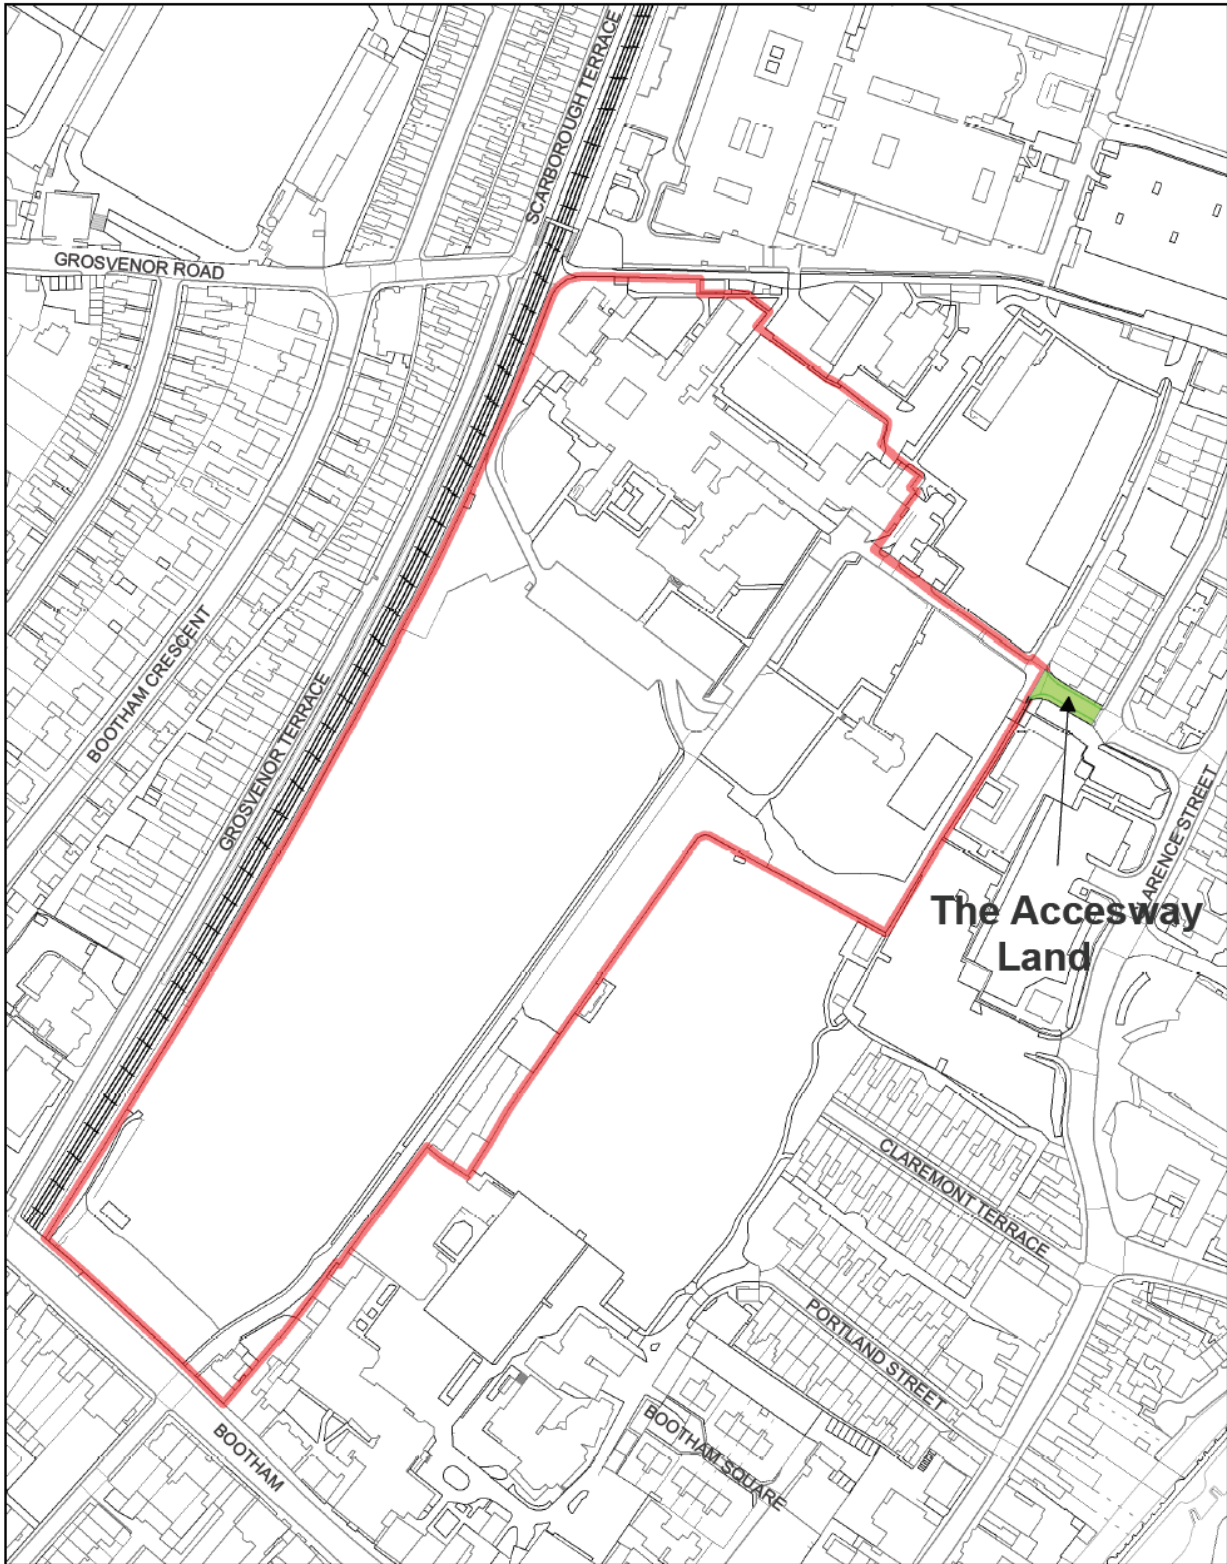 SCARBOROUGH TERRACE
GROSVENOR ROAD
BOOTHAM CRESCENT
GROSVENOR TERRACE
LARENCE STREET
The Accesway
Land
CLAREMONT TERRACE
PORTLAND STREET
BOOTHAM SQUARE
BOOTHAM